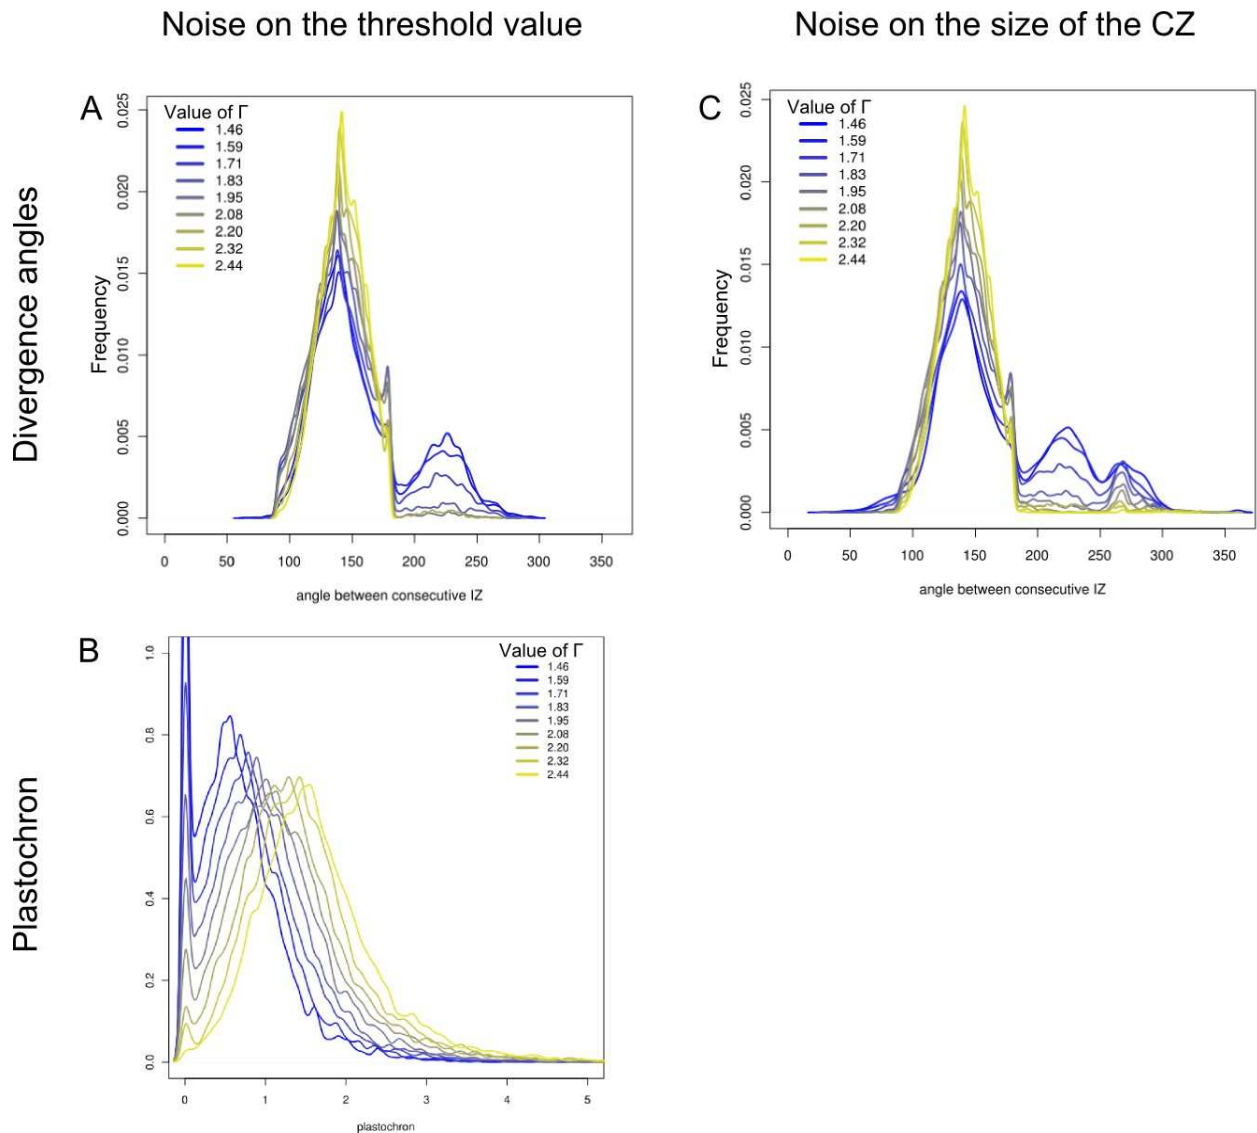 Noise on the threshold value
Noise on the size of the CZ
Divergence angles
A
Value of Γ
1.46
1.59
1.71
1.83
1.95
2.08
2.20
2.32
2.44
Frequency
0.025
0.020
0.015
0.010
0.005
0.000
0 50 100 150 200 250 300 350
angle between consecutive IZ
C
Value of Γ
1.46
1.59
1.71
1.83
1.95
2.08
2.20
2.32
2.44
Frequency
0.025
0.020
0.015
0.010
0.005
0.000
0 50 100 150 200 250 300 350
angle between consecutive IZ
Plastochron
B
Value of Γ
1.46
1.59
1.71
1.83
1.95
2.08
2.20
2.32
2.44
1.0
0.8
0.6
0.4
0.2
0.0
0 1 2 3 4 5
plastochron